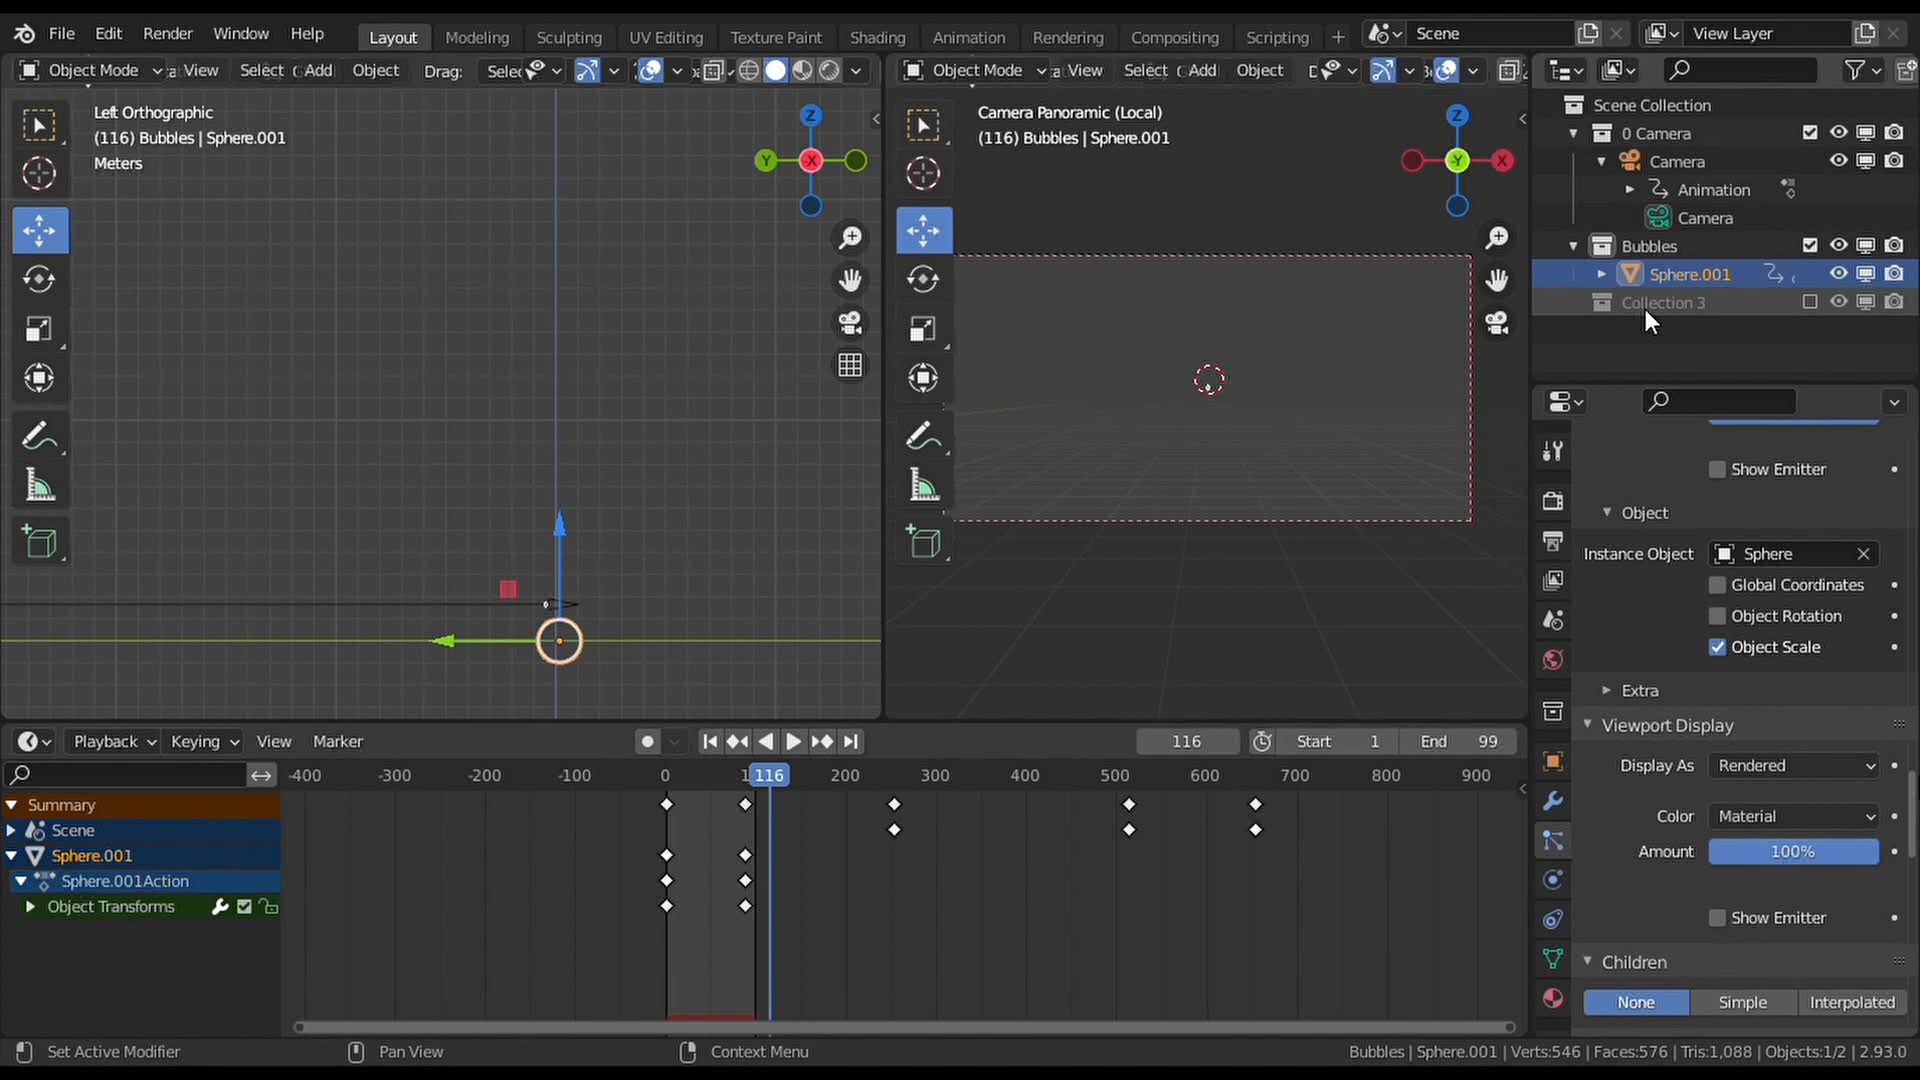 File Edit Render Window Help Layout Modeling Sculpting UV Editing Texture Paint Shading Animation Rendering Compositing Scripting + Scene View Layer
Object Mode View Select Add Object Drag: Selec
Object Mode View Select Add Object
Left Orthographic
(116) Bubbles | Sphere.001
Meters
Z
Y
-X
Camera Panoramic (Local)
(116) Bubbles | Sphere.001
Z
-Y
X
Scene Collection
0 Camera
Camera
Animation
Camera
Bubbles
Sphere.001
Collection 3
Show Emitter
Object
Instance Object Sphere
Global Coordinates
Object Rotation
Object Scale
Extra
Viewport Display
Display As Rendered
Color Material
Amount 100%
Show Emitter
Children
None Simple Interpolated
Playback Keying View Marker 116 Start 1 End 99
-400 -300 -200 -100 0 1 116 200 300 400 500 600 700 800 900
Summary
Scene
Sphere.001
Sphere.001Action
Object Transforms
Set Active Modifier Pan View Context Menu Bubbles | Sphere.001 | Verts:546 | Faces:576 | Tris:1,088 | Objects:1/2 | 2.93.0